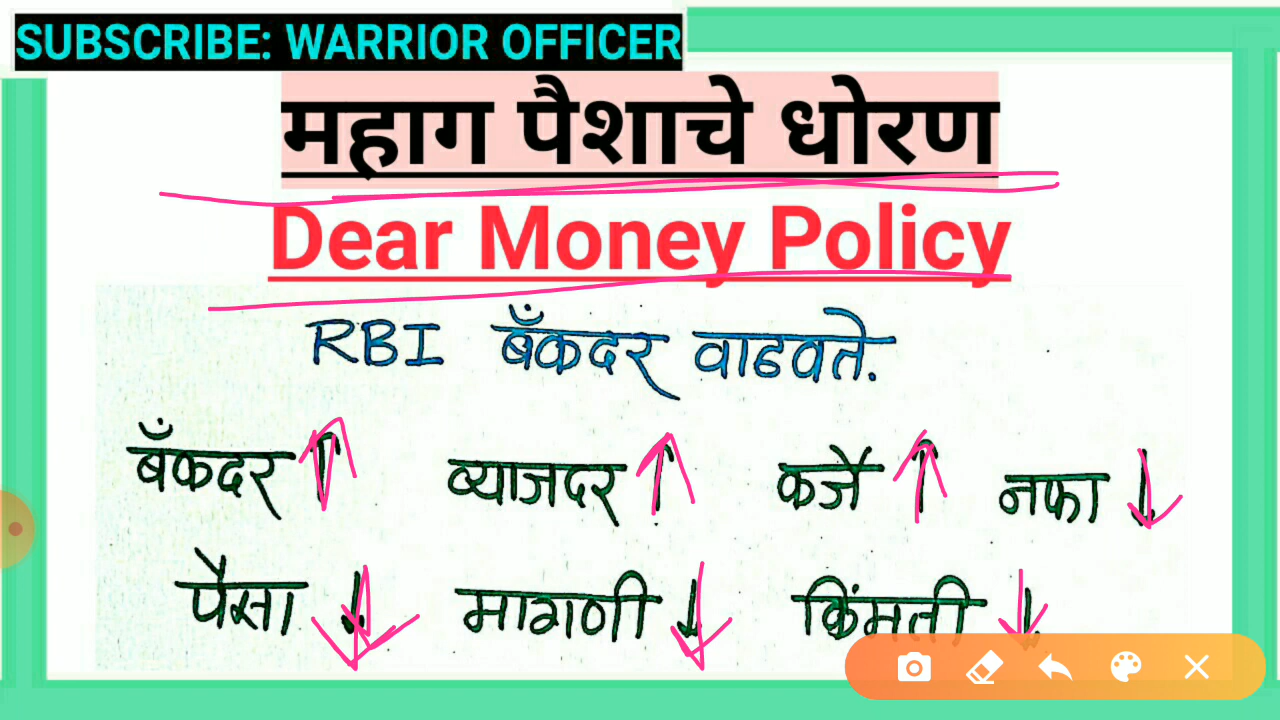 SUBSCRIBE: WARRIOR OFFICER
महाग पैशाचे धोरण
Dear Money Policy
RBI बँकदर वाढवते.
बँकदर ↑ व्याजदर ↑ कर्जे ↑ नफा ↓
पैसा ↓ मागणी ↓ किंमती ↓